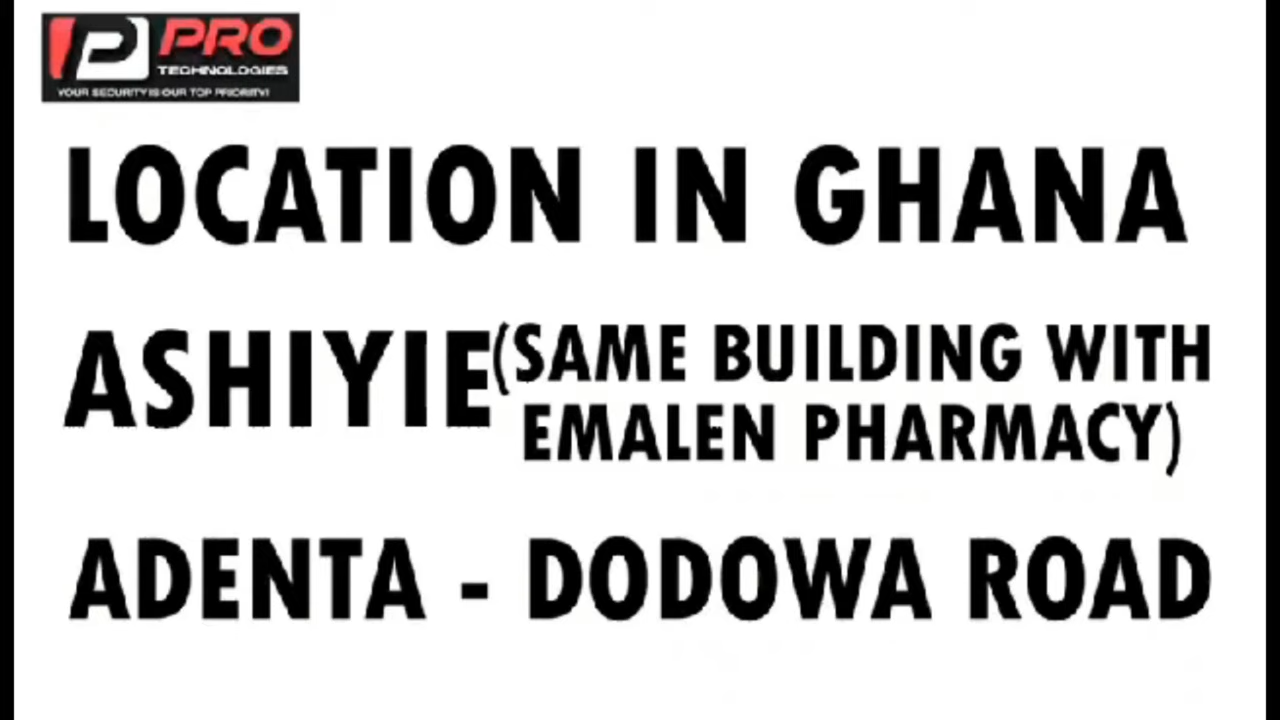 PRO
TECHNOLOGIES
YOUR SECURITY IS OUR TOP PRIORITY!
LOCATION IN GHANA
ASHIYIE (SAME BUILDING WITH
EMALEN PHARMACY)
ADENTA - DODOWA ROAD